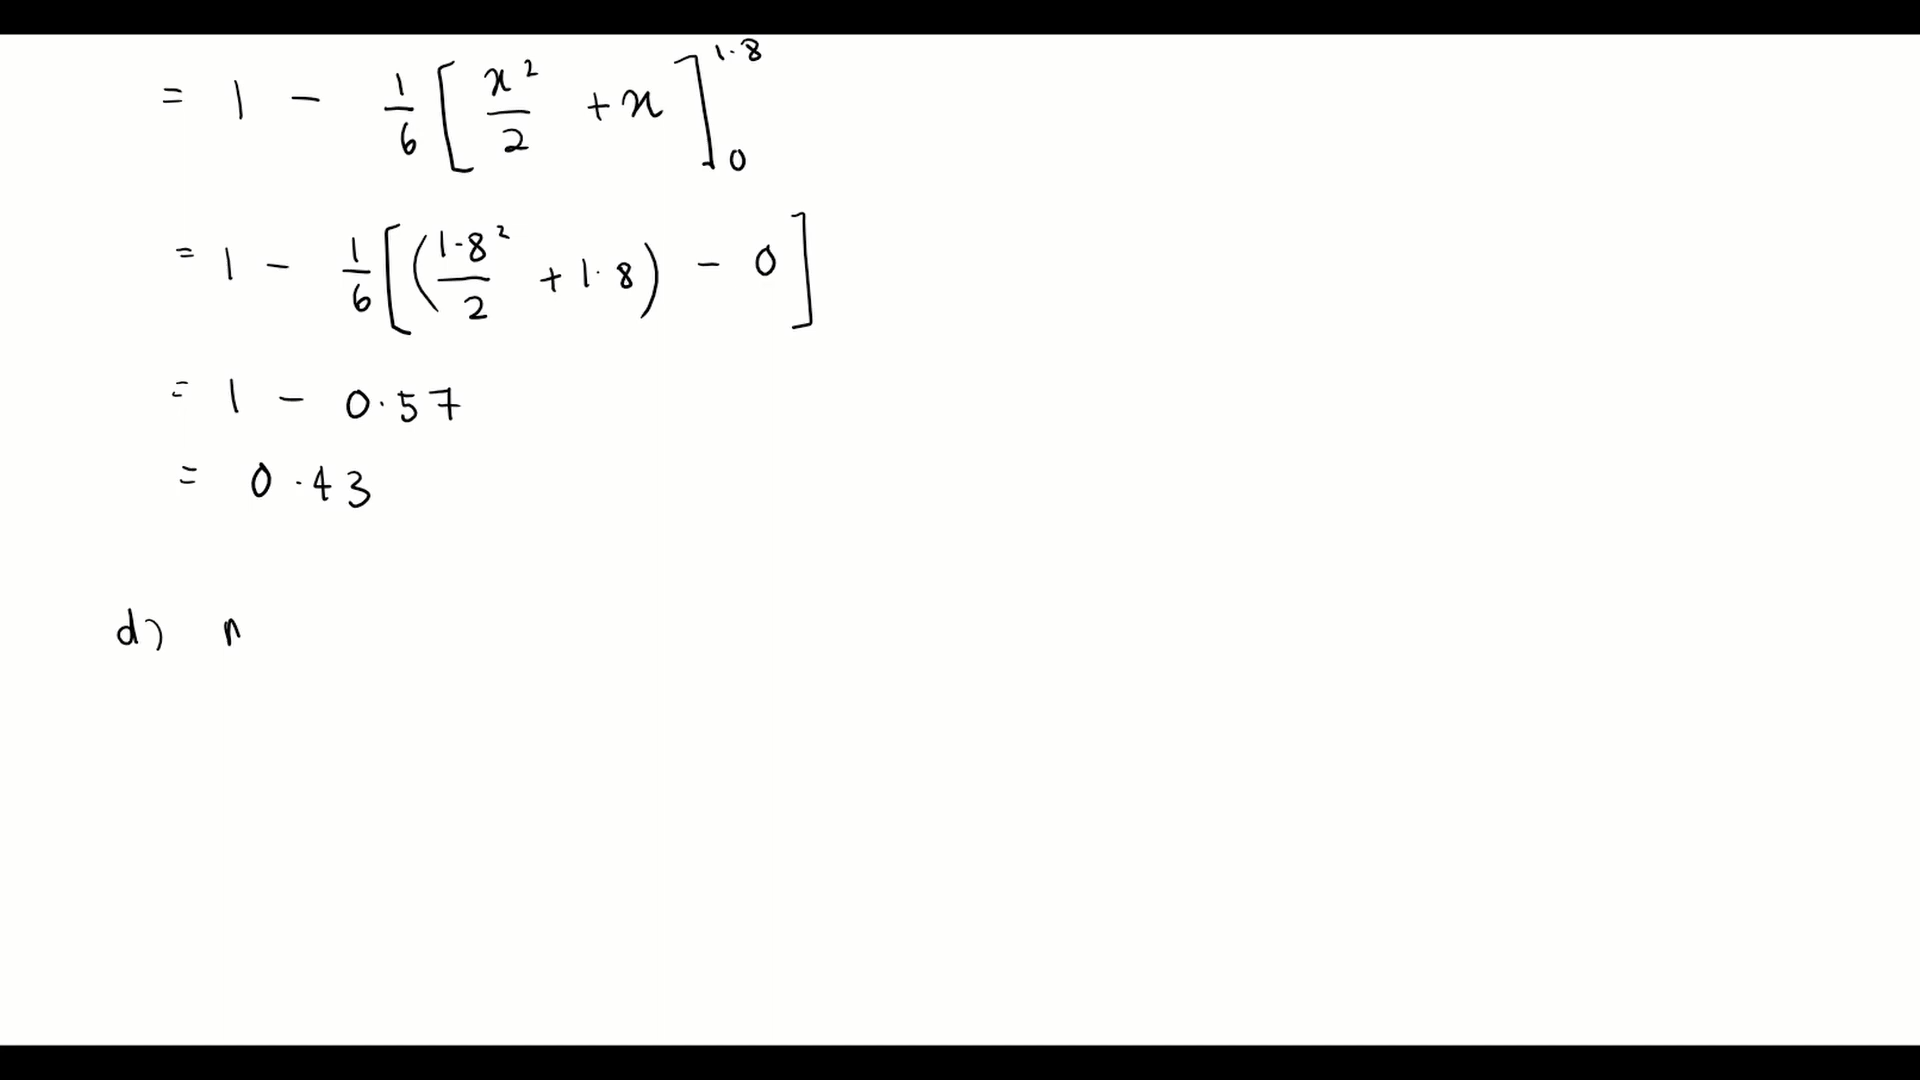 = 1 - 1/6 [ x²/2 + x ]₀^1.8
= 1 - 1/6 [ ( 1.8²/2 + 1.8 ) - 0 ]
= 1 - 0.57
= 0.43
d) n